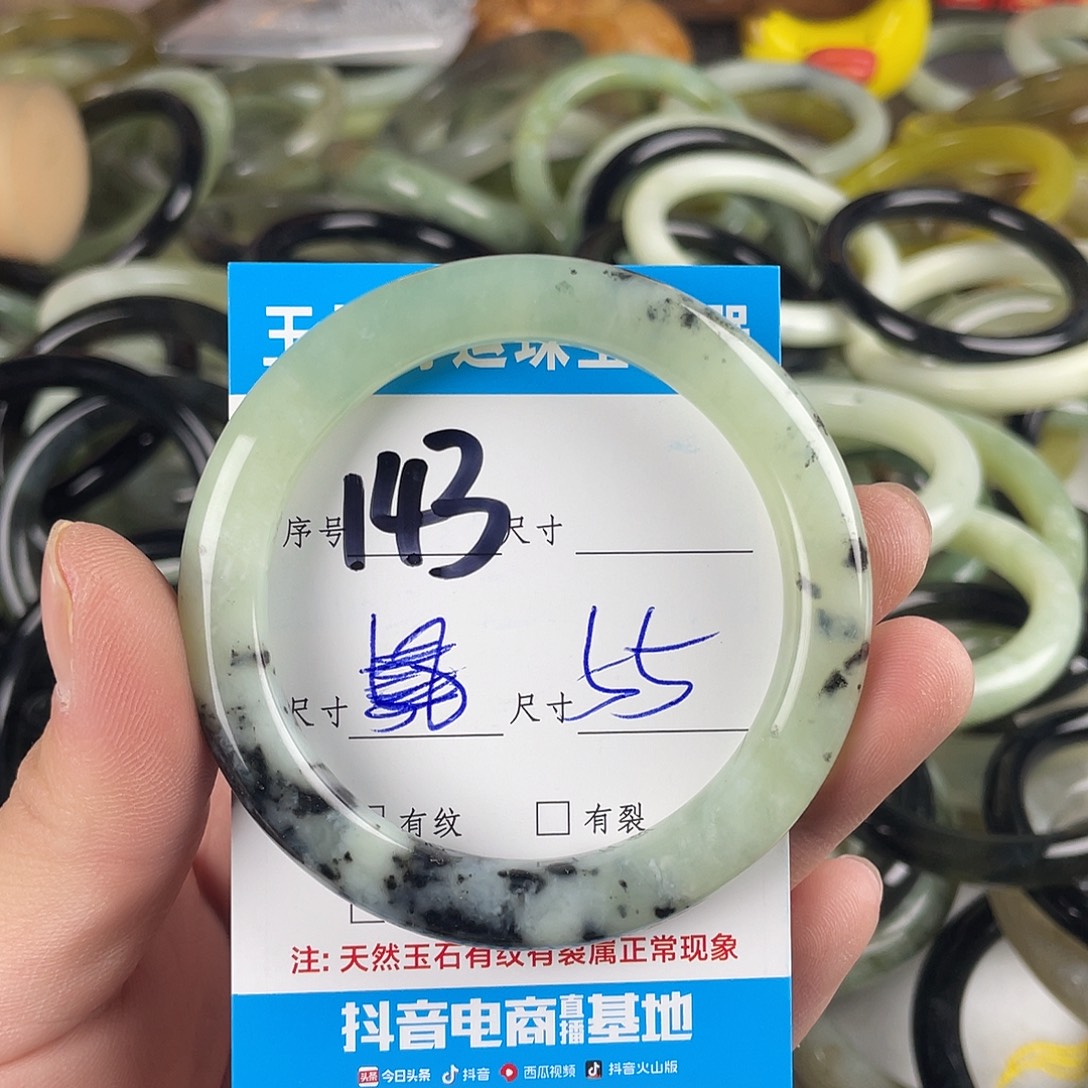 序号 143 尺寸
尺寸 尺寸 55
有纹 有裂
注: 天然玉石有纹有裂属正常现象
抖音电商直播基地
头条 今日头条 抖音 西瓜视频 抖音火山版